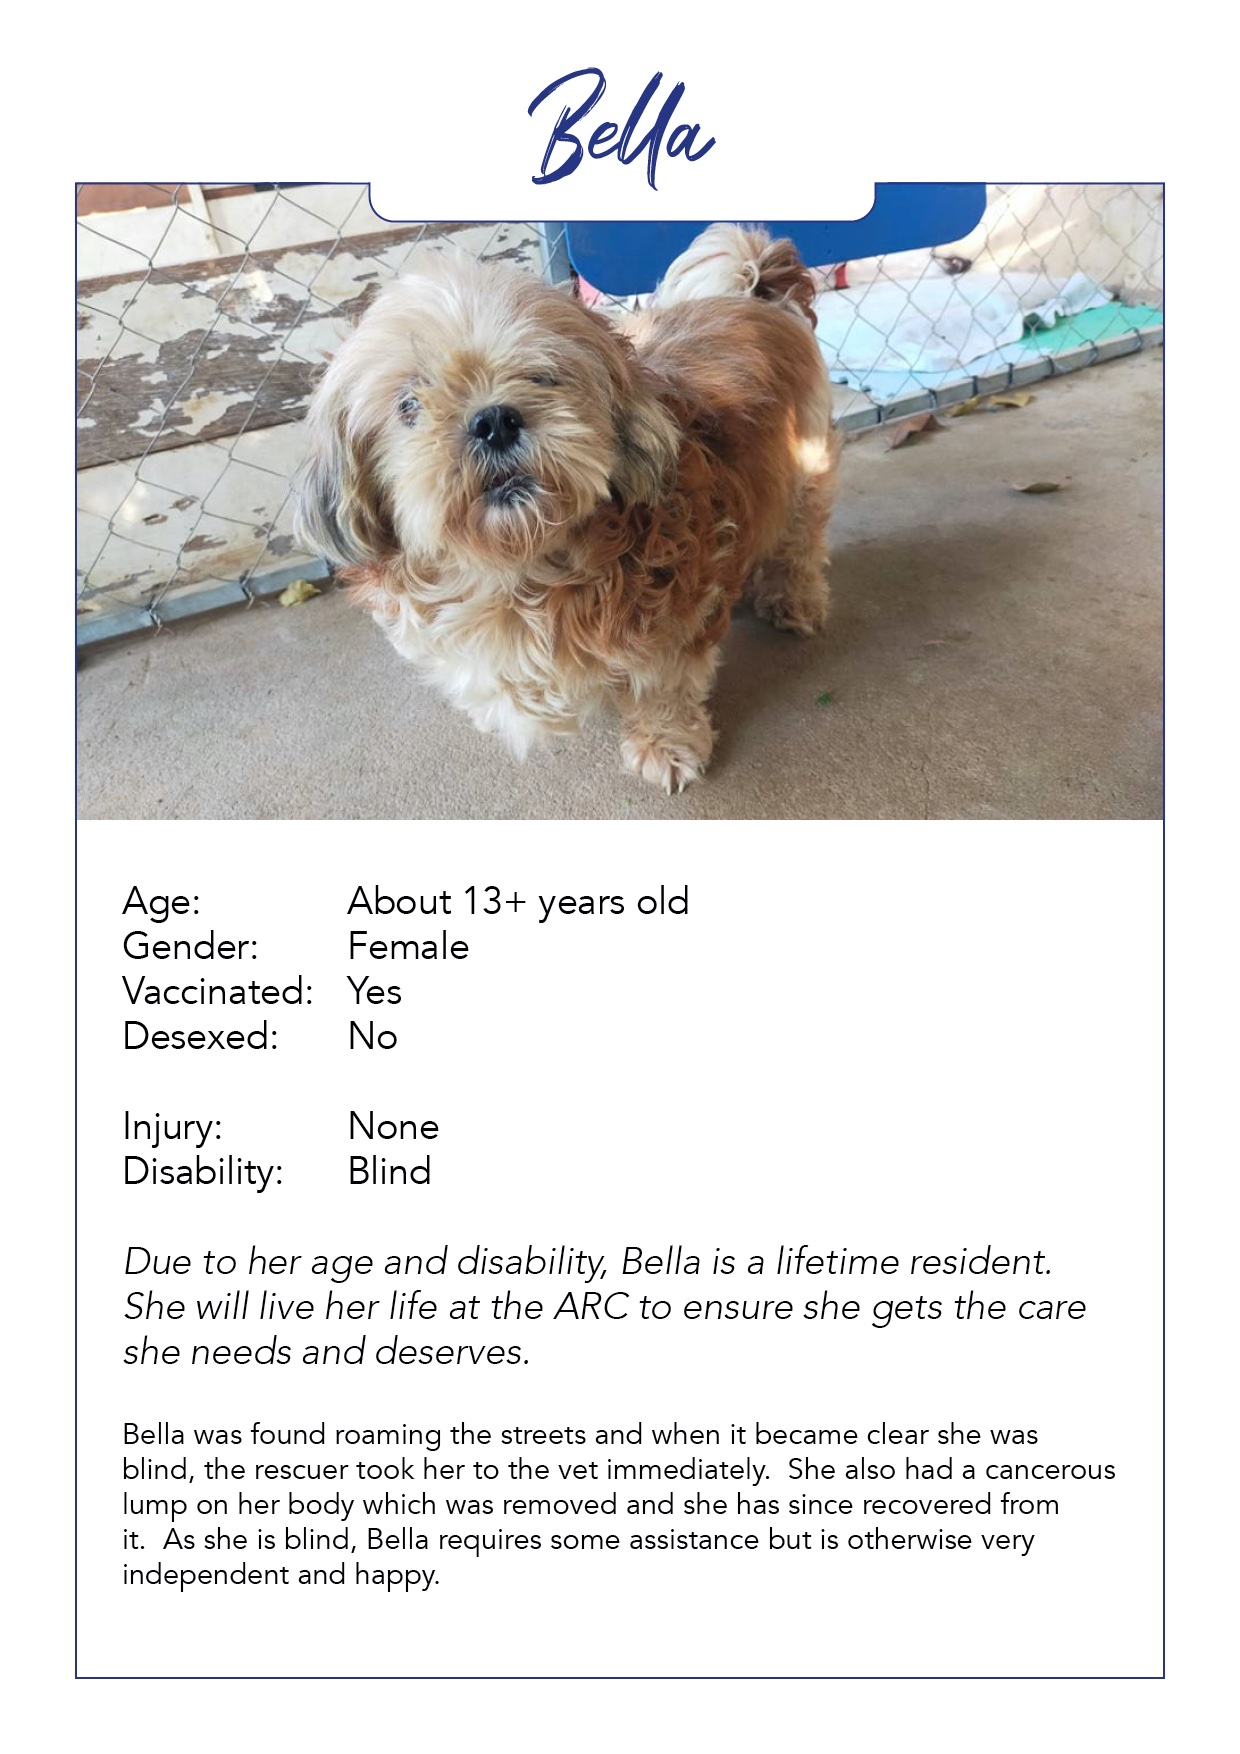 Bella
Age: About 13+ years old
Gender: Female
Vaccinated: Yes
Desexed: No
Injury: None
Disability: Blind
Due to her age and disability, Bella is a lifetime resident.
She will live her life at the ARC to ensure she gets the care
she needs and deserves.
Bella was found roaming the streets and when it became clear she was
blind, the rescuer took her to the vet immediately.  She also had a cancerous
lump on her body which was removed and she has since recovered from
it.  As she is blind, Bella requires some assistance but is otherwise very
independent and happy.